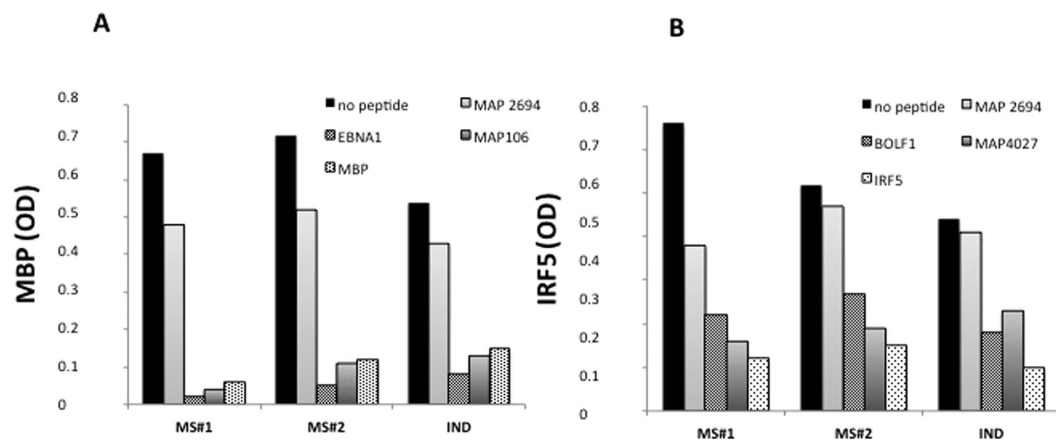 A
MBP (OD)
0.8
0.7
0.6
0.5
0.4
0.3
0.2
0.1
0
no peptide
MAP 2694
EBNA1
MAP106
MBP
MS#1
MS#2
IND
B
IRF5 (OD)
0.8
0.7
0.6
0.5
0.4
0.3
0.2
0.1
0
no peptide
MAP 2694
BOLF1
MAP4027
IRF5
MS#1
MS#2
IND